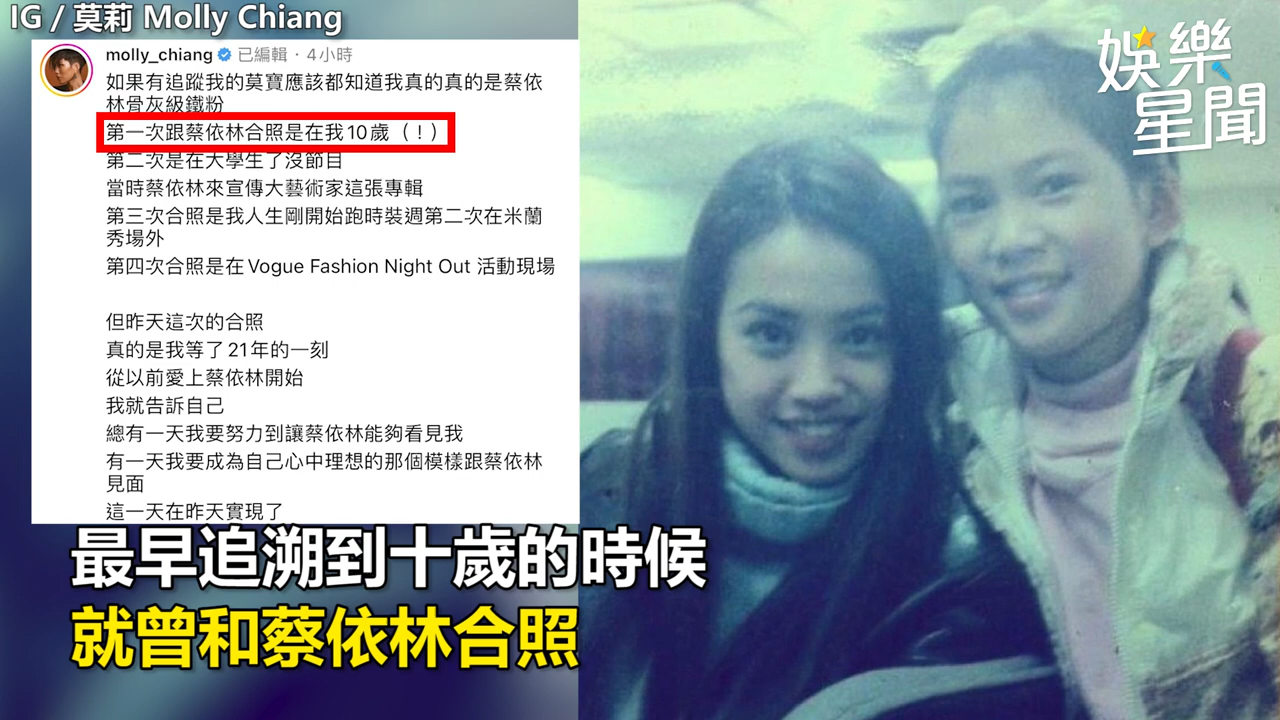 IG / 莫莉 Molly Chiang
molly_chiang 已編輯・4小時
如果有追蹤我的莫寶應該都知道我真的真的是蔡依
林骨灰級鐵粉
第一次跟蔡依林合照是在我10歲（！）
第二次是在大學生了沒節目
當時蔡依林來宣傳大藝術家這張專輯
第三次合照是我人生剛開始跑時裝週第二次在米蘭
秀場外
第四次合照是在Vogue Fashion Night Out 活動現場
但昨天這次的合照
真的是我等了21年的一刻
從以前愛上蔡依林開始
我就告訴自己
總有一天我要努力到讓蔡依林能夠看見我
有一天我要成為自己心中理想的那個模樣跟蔡依林
見面
這一天在昨天實現了
娛樂
星聞
最早追溯到十歲的時候
就曾和蔡依林合照